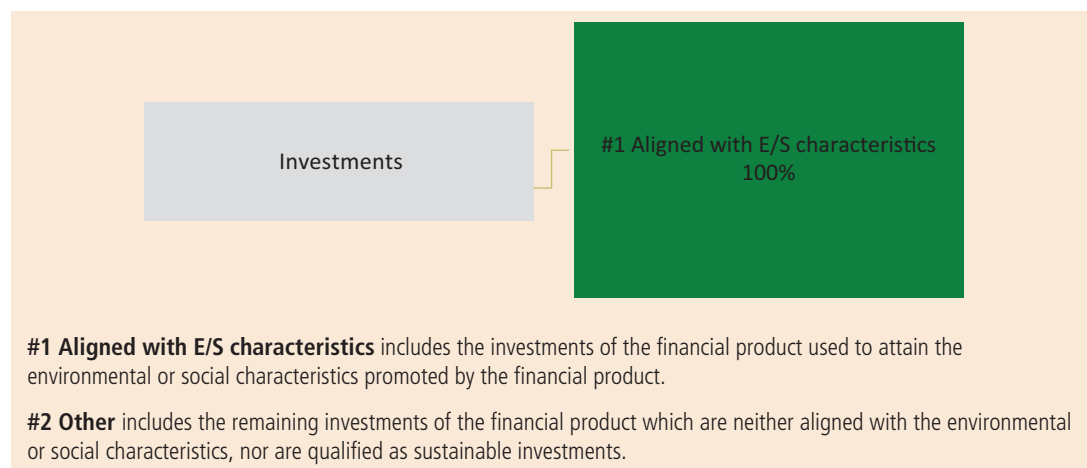 Investments
#1 Aligned with E/S characteristics
100%
#1 Aligned with E/S characteristics includes the investments of the financial product used to attain the
environmental or social characteristics promoted by the financial product.
#2 Other includes the remaining investments of the financial product which are neither aligned with the environmental
or social characteristics, nor are qualified as sustainable investments.